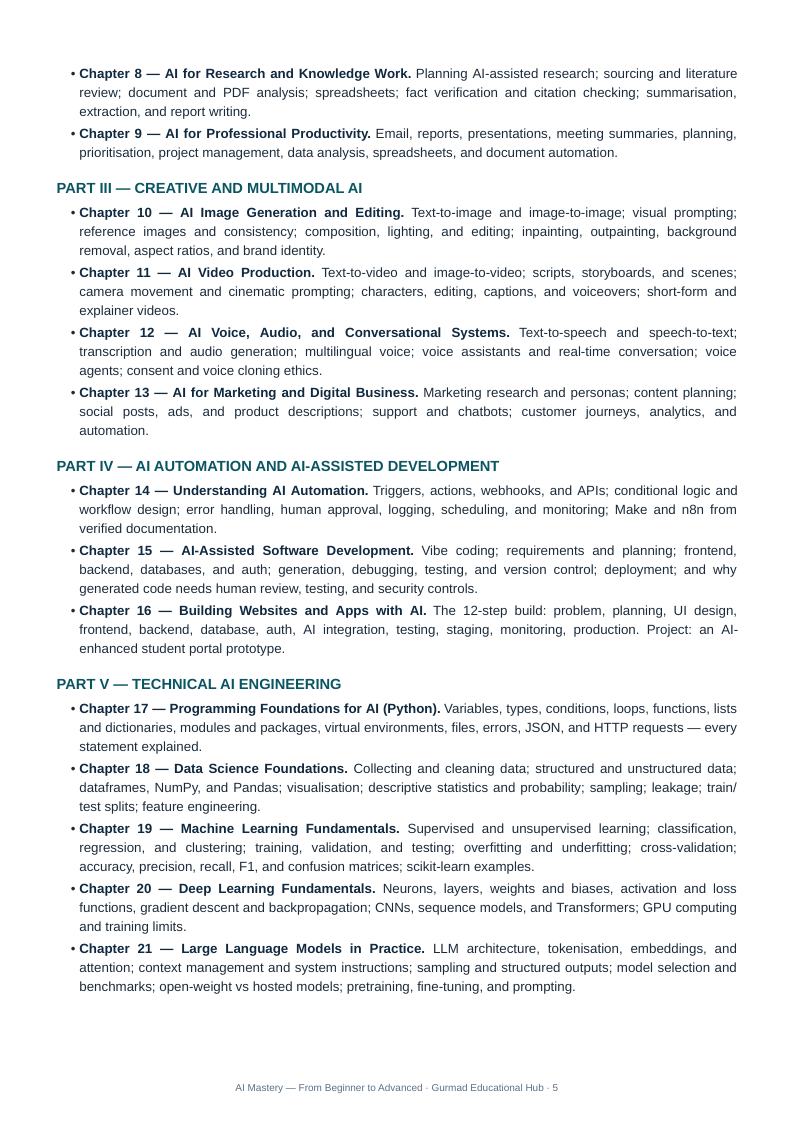 • Chapter 8 — AI for Research and Knowledge Work. Planning AI-assisted research; sourcing and literature
review; document and PDF analysis; spreadsheets; fact verification and citation checking; summarisation,
extraction, and report writing.
• Chapter 9 — AI for Professional Productivity. Email, reports, presentations, meeting summaries, planning,
prioritisation, project management, data analysis, spreadsheets, and document automation.
PART III — CREATIVE AND MULTIMODAL AI
• Chapter 10 — AI Image Generation and Editing. Text-to-image and image-to-image; visual prompting;
reference images and consistency; composition, lighting, and editing; inpainting, outpainting, background
removal, aspect ratios, and brand identity.
• Chapter 11 — AI Video Production. Text-to-video and image-to-video; scripts, storyboards, and scenes;
camera movement and cinematic prompting; characters, editing, captions, and voiceovers; short-form and
explainer videos.
• Chapter 12 — AI Voice, Audio, and Conversational Systems. Text-to-speech and speech-to-text;
transcription and audio generation; multilingual voice; voice assistants and real-time conversation; voice
agents; consent and voice cloning ethics.
• Chapter 13 — AI for Marketing and Digital Business. Marketing research and personas; content planning;
social posts, ads, and product descriptions; support and chatbots; customer journeys, analytics, and
automation.
PART IV — AI AUTOMATION AND AI-ASSISTED DEVELOPMENT
• Chapter 14 — Understanding AI Automation. Triggers, actions, webhooks, and APIs; conditional logic and
workflow design; error handling, human approval, logging, scheduling, and monitoring; Make and n8n from
verified documentation.
• Chapter 15 — AI-Assisted Software Development. Vibe coding; requirements and planning; frontend,
backend, databases, and auth; generation, debugging, testing, and version control; deployment; and why
generated code needs human review, testing, and security controls.
• Chapter 16 — Building Websites and Apps with AI. The 12-step build: problem, planning, UI design,
frontend, backend, database, auth, AI integration, testing, staging, monitoring, production. Project: an AI-
enhanced student portal prototype.
PART V — TECHNICAL AI ENGINEERING
• Chapter 17 — Programming Foundations for AI (Python). Variables, types, conditions, loops, functions, lists
and dictionaries, modules and packages, virtual environments, files, errors, JSON, and HTTP requests — every
statement explained.
• Chapter 18 — Data Science Foundations. Collecting and cleaning data; structured and unstructured data;
dataframes, NumPy, and Pandas; visualisation; descriptive statistics and probability; sampling; leakage; train/
test splits; feature engineering.
• Chapter 19 — Machine Learning Fundamentals. Supervised and unsupervised learning; classification,
regression, and clustering; training, validation, and testing; overfitting and underfitting; cross-validation;
accuracy, precision, recall, F1, and confusion matrices; scikit-learn examples.
• Chapter 20 — Deep Learning Fundamentals. Neurons, layers, weights and biases, activation and loss
functions, gradient descent and backpropagation; CNNs, sequence models, and Transformers; GPU computing
and training limits.
• Chapter 21 — Large Language Models in Practice. LLM architecture, tokenisation, embeddings, and
attention; context management and system instructions; sampling and structured outputs; model selection and
benchmarks; open-weight vs hosted models; pretraining, fine-tuning, and prompting.
AI Mastery — From Beginner to Advanced · Gurmad Educational Hub · 5